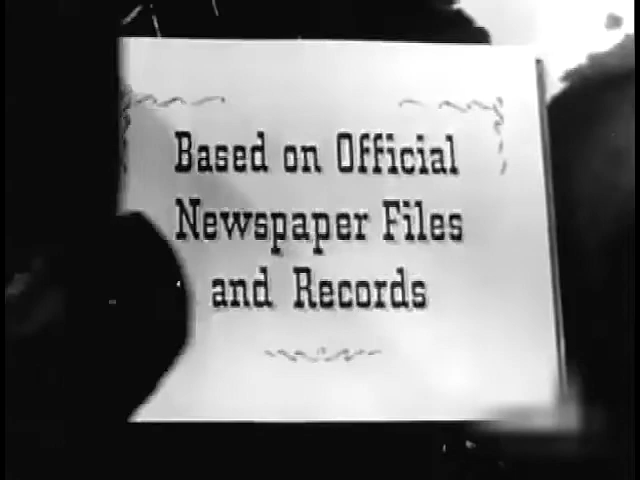 Based on Official
Newspaper Files
and Records